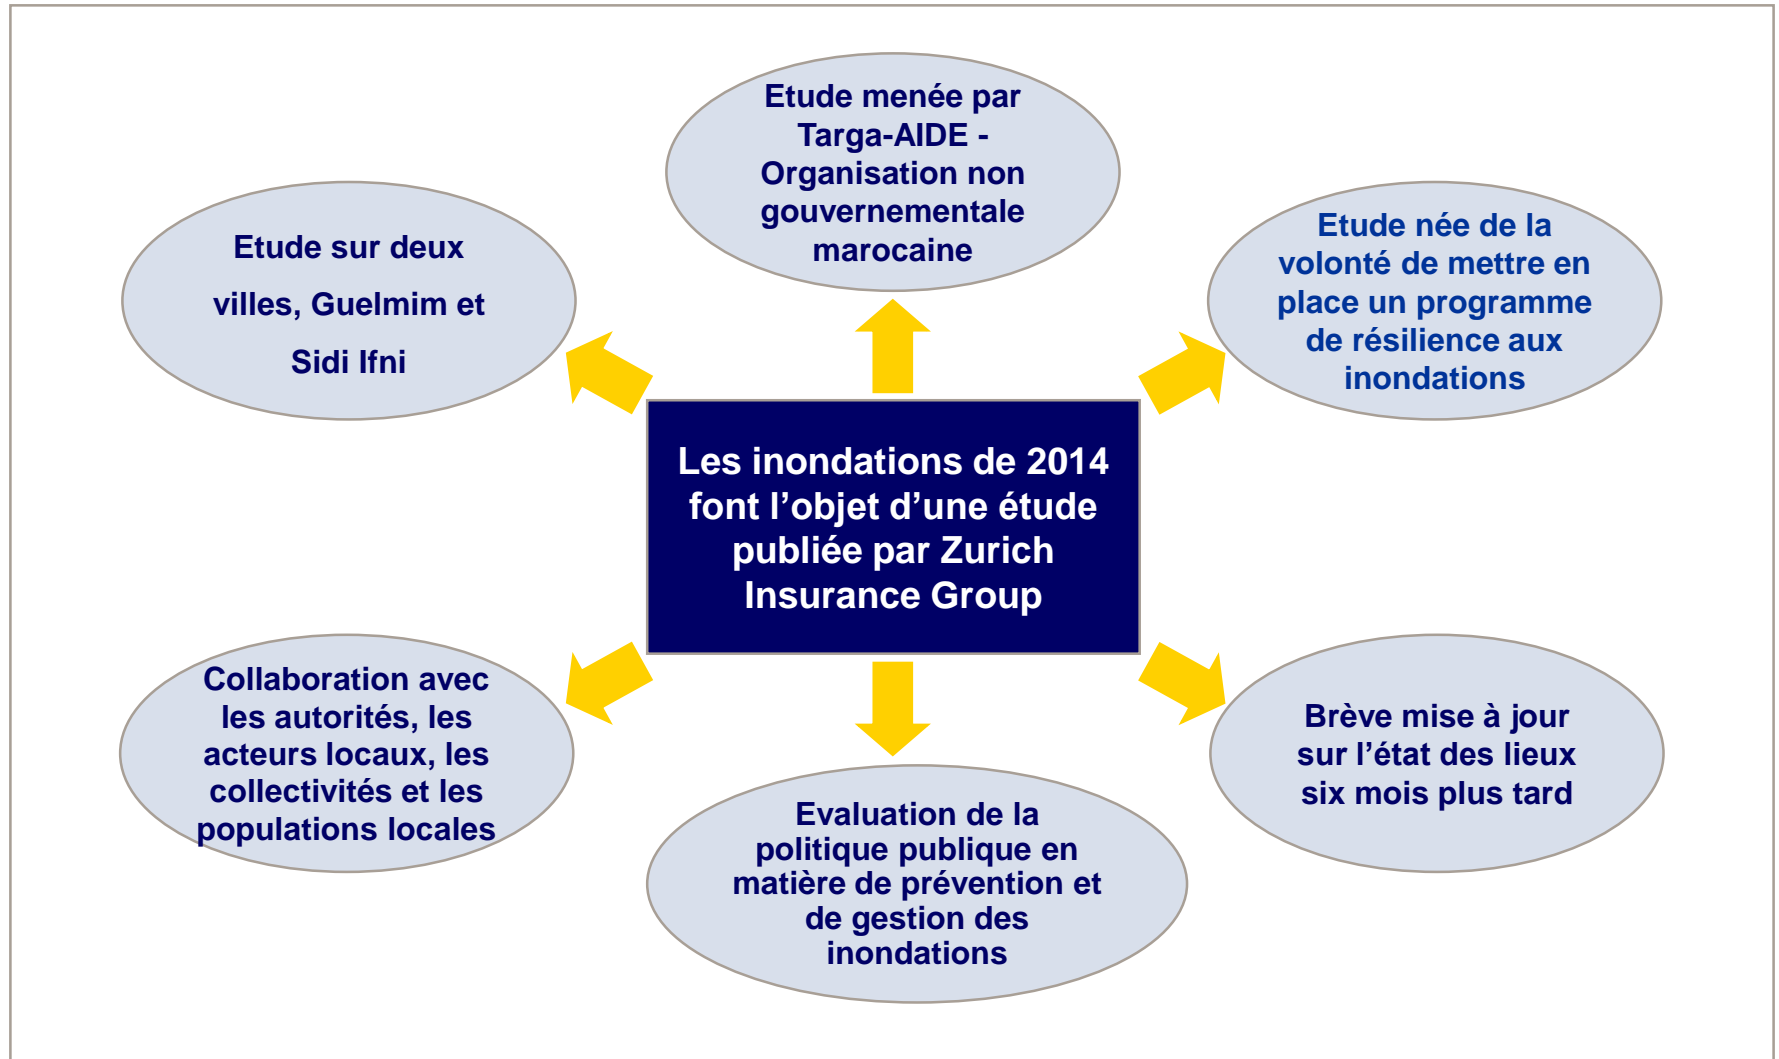 Etude menée par
Targa-AIDE -
Organisation non
gouvernementale
marocaine
Etude sur deux
villes, Guelmim et
Sidi Ifni
Etude née de la
volonté de mettre en
place un programme
de résilience aux
inondations
Les inondations de 2014
font l’objet d’une étude
publiée par Zurich
Insurance Group
Collaboration avec
les autorités, les
acteurs locaux, les
collectivités et les
populations locales
Evaluation de la
politique publique en
matière de prévention et
de gestion des
inondations
Brève mise à jour
sur l’état des lieux
six mois plus tard